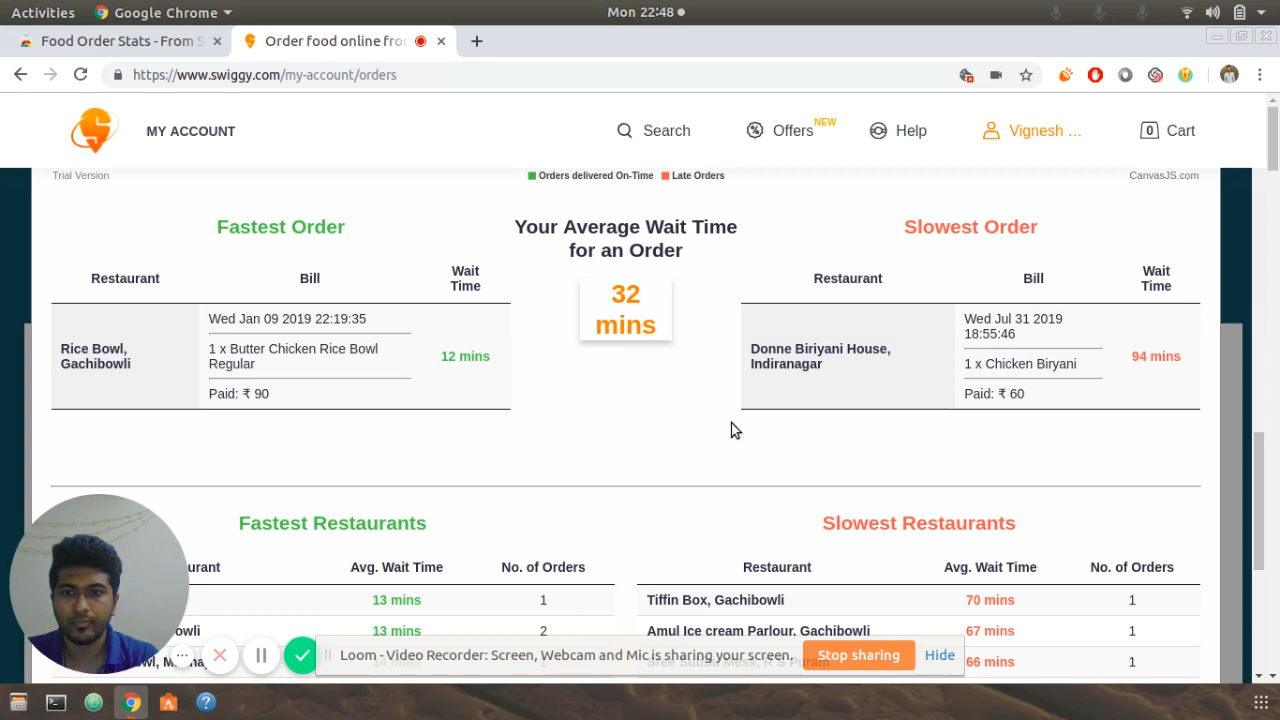 Activities
Google Chrome
Mon 22:48
Food Order Stats - From S
Order food online fro
https://www.swiggy.com/my-account/orders
MY ACCOUNT
Search
Offers
NEW
Help
Vignesh ...
0
Cart
Trial Version
Orders delivered On-Time
Late Orders
CanvasJS.com
Fastest Order
Restaurant
Bill
Wait
Time
Rice Bowl,
Gachibowli
Wed Jan 09 2019 22:19:35
1 x Butter Chicken Rice Bowl
Regular
Paid: ₹ 90
12 mins
Your Average Wait Time
for an Order
32
mins
Slowest Order
Restaurant
Bill
Wait
Time
Donne Biriyani House,
Indiranagar
Wed Jul 31 2019
18:55:46
1 x Chicken Biryani
Paid: ₹ 60
94 mins
Fastest Restaurants
urant
Avg. Wait Time
No. of Orders
13 mins
1
owli
13 mins
2
Slowest Restaurants
Restaurant
Avg. Wait Time
No. of Orders
Tiffin Box, Gachibowli
70 mins
1
Amul Ice cream Parlour, Gachibowli
67 mins
1
66 mins
1
Loom - Video Recorder: Screen, Webcam and Mic is sharing your screen.
Stop sharing
Hide